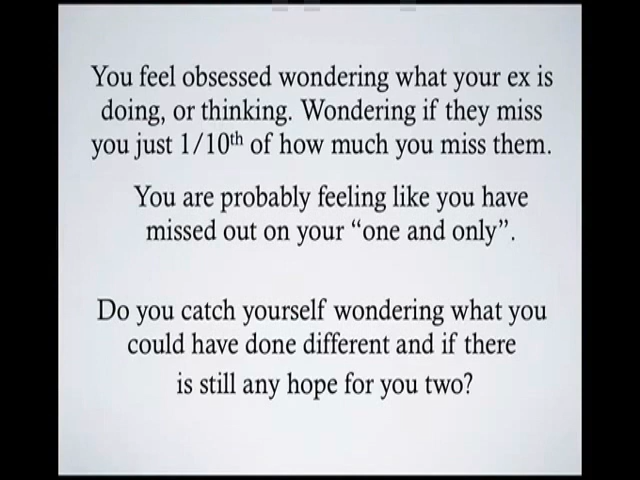 You feel obsessed wondering what your ex is
doing, or thinking. Wondering if they miss
you just 1/10th of how much you miss them.
You are probably feeling like you have
missed out on your “one and only”.
Do you catch yourself wondering what you
could have done different and if there
is still any hope for you two?